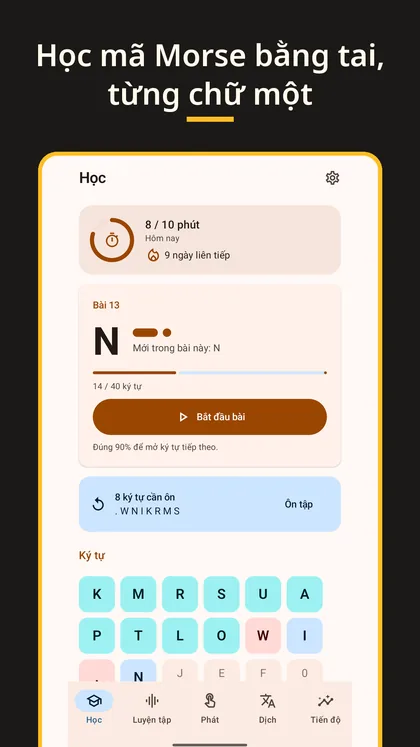 Học mã Morse bằng tai,
từng chữ một
Học
8 / 10 phút
Hôm nay
9 ngày liên tiếp
Bài 13
N
Mới trong bài này: N
14 / 40 ký tự
Bắt đầu bài
Đúng 90% để mở ký tự tiếp theo.
8 ký tự cần ôn
. W N I K R M S
Ôn tập
Ký tự
K M R S U A
P T L O W I
. N J E F 0
Học Luyện tập Phát Dịch Tiến độ